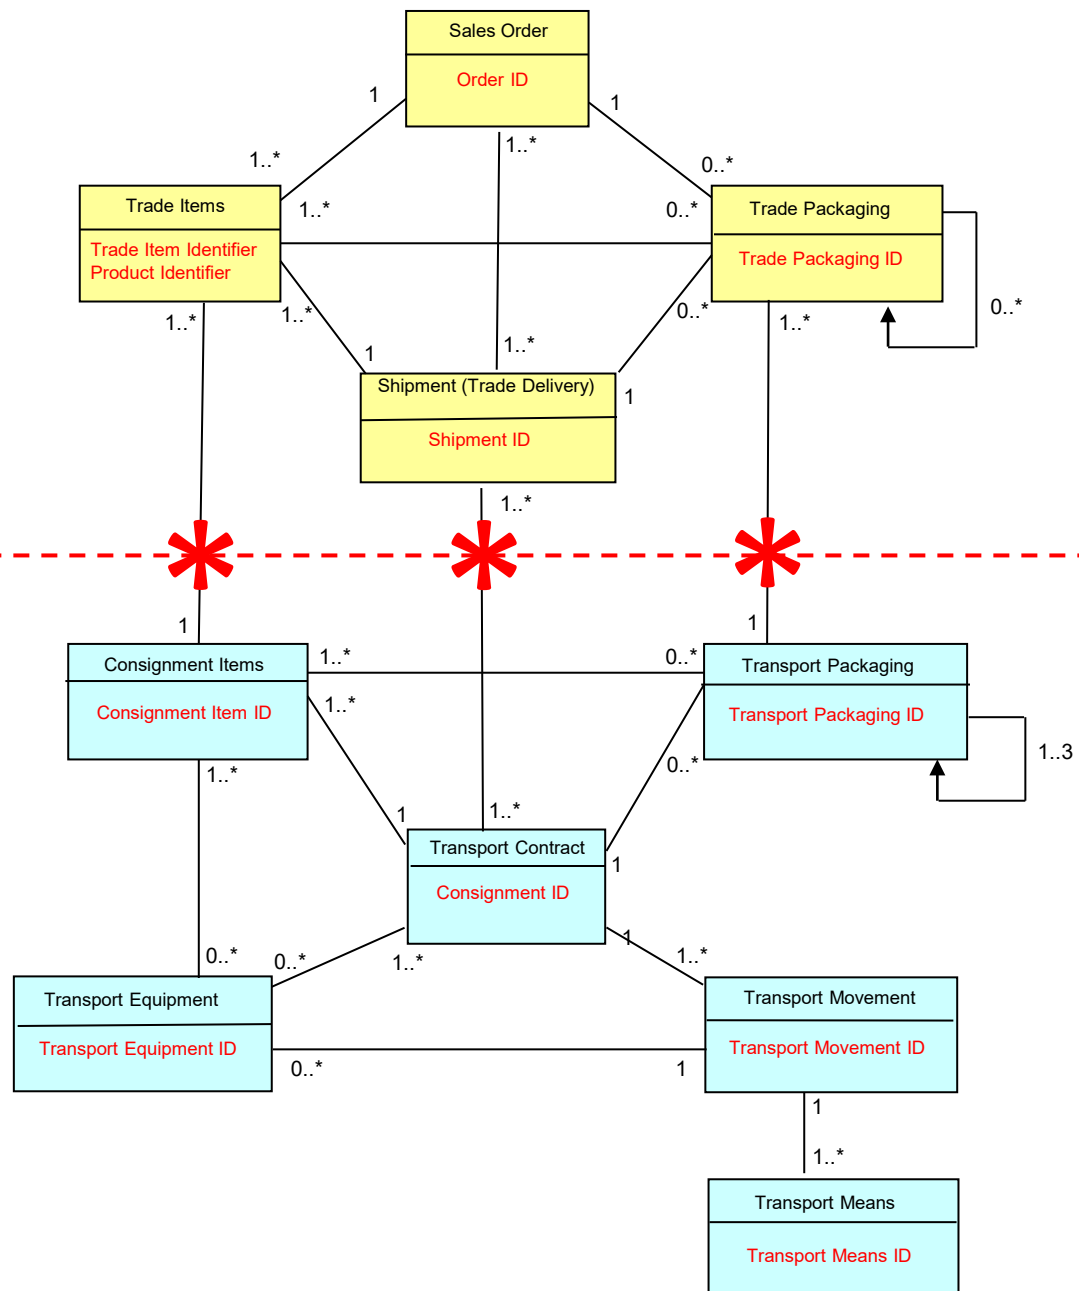 Sales Order
Order ID
1
1
1..*
1..*
0..*
Trade Items
1..*
0..*
Trade Packaging
Trade Item Identifier
Product Identifier
Trade Packaging ID
1..*
1..*
0..*
1..*
0..*
1..*
1
Shipment (Trade Delivery)
1
Shipment ID
1..*
1
1
Consignment Items
1..*
0..*
Transport Packaging
Consignment Item ID
1..*
Transport Packaging ID
1..*
0..*
1..3
1
1..*
Transport Contract
1
Consignment ID
1
0..*
0..*
1..*
1..*
Transport Equipment
Transport Movement
Transport Equipment ID
Transport Movement ID
0..*
1
1
1..*
Transport Means
Transport Means ID